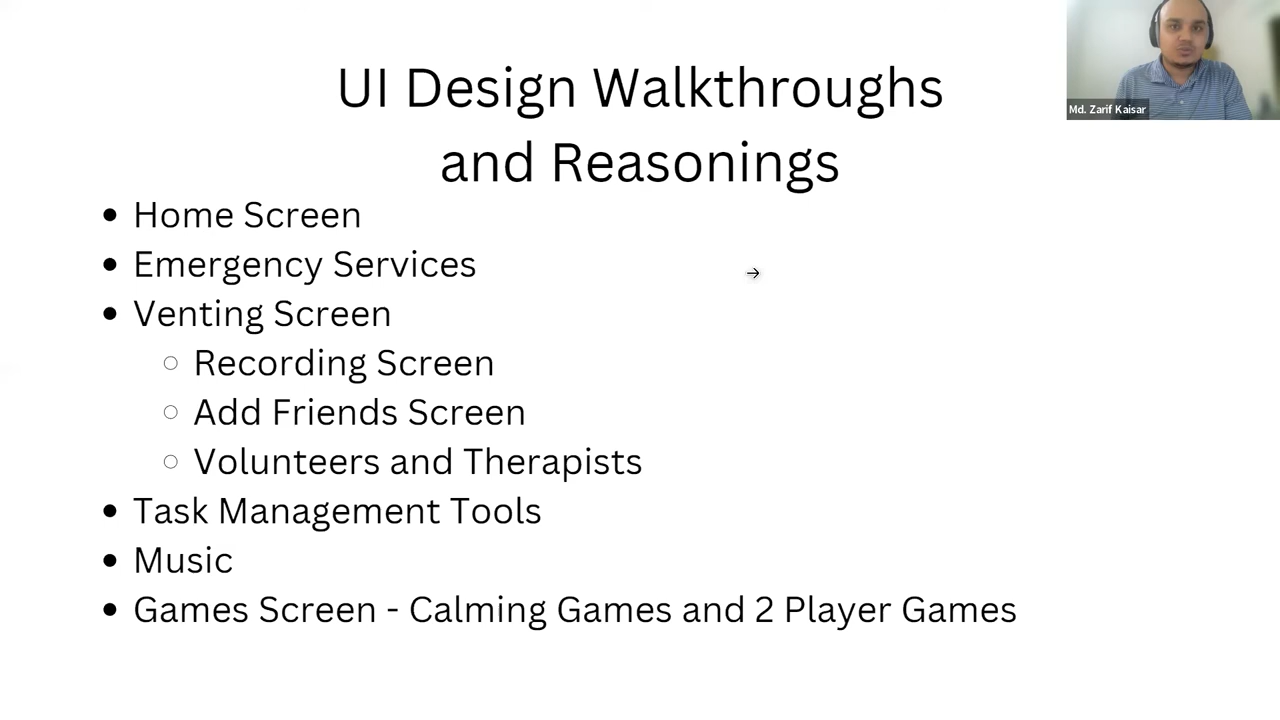 UI Design Walkthroughs
and Reasonings
Md. Zarif Kaisar
• Home Screen
• Emergency Services
• Venting Screen
○ Recording Screen
○ Add Friends Screen
○ Volunteers and Therapists
• Task Management Tools
• Music
• Games Screen - Calming Games and 2 Player Games